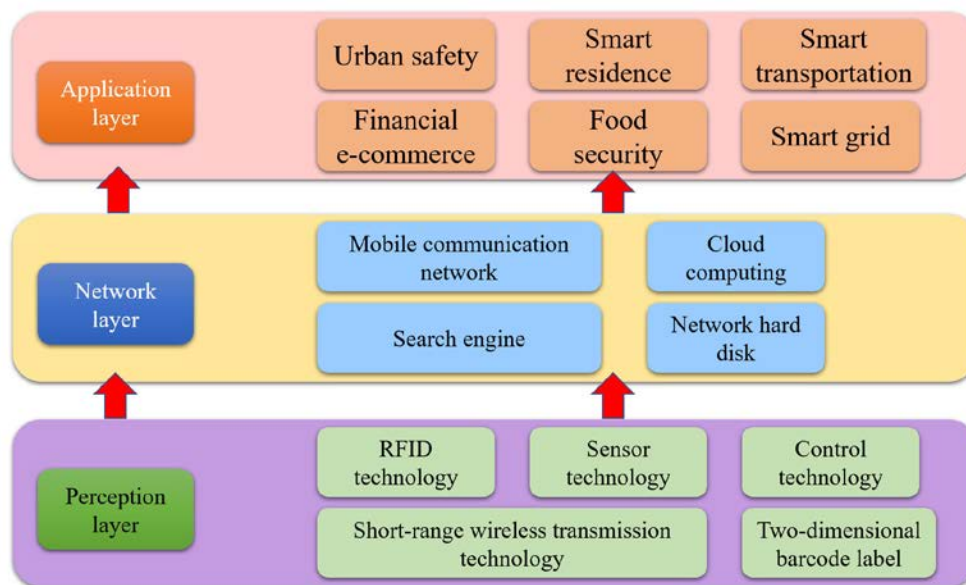 Application
layer
Urban safety
Smart
residence
Smart
transportation
Financial
e-commerce
Food
security
Smart grid
Network
layer
Mobile communication
network
Cloud
computing
Search engine
Network hard
disk
Perception
layer
RFID
technology
Sensor
technology
Control
technology
Short-range wireless transmission
technology
Two-dimensional
barcode label